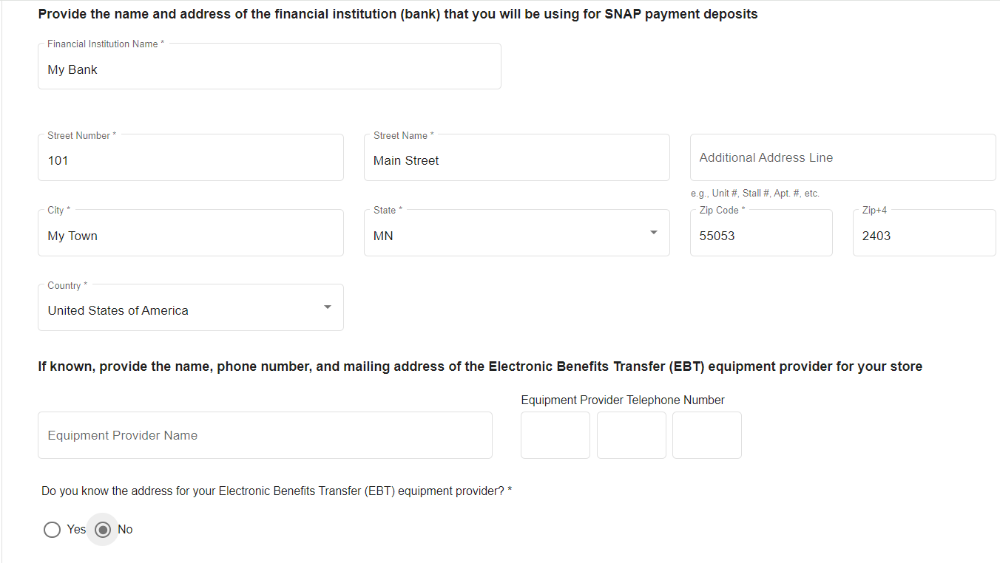 Provide the name and address of the financial institution (bank) that you will be using for SNAP payment deposits
Financial Institution Name *
My Bank
Street Number *
101
Street Name *
Main Street
Additional Address Line
e.g., Unit #, Stall #, Apt. #, etc.
City *
My Town
State *
MN
Zip Code *
55053
Zip+4
2403
Country *
United States of America
If known, provide the name, phone number, and mailing address of the Electronic Benefits Transfer (EBT) equipment provider for your store
Equipment Provider Name
Equipment Provider Telephone Number
Do you know the address for your Electronic Benefits Transfer (EBT) equipment provider? *
Yes No